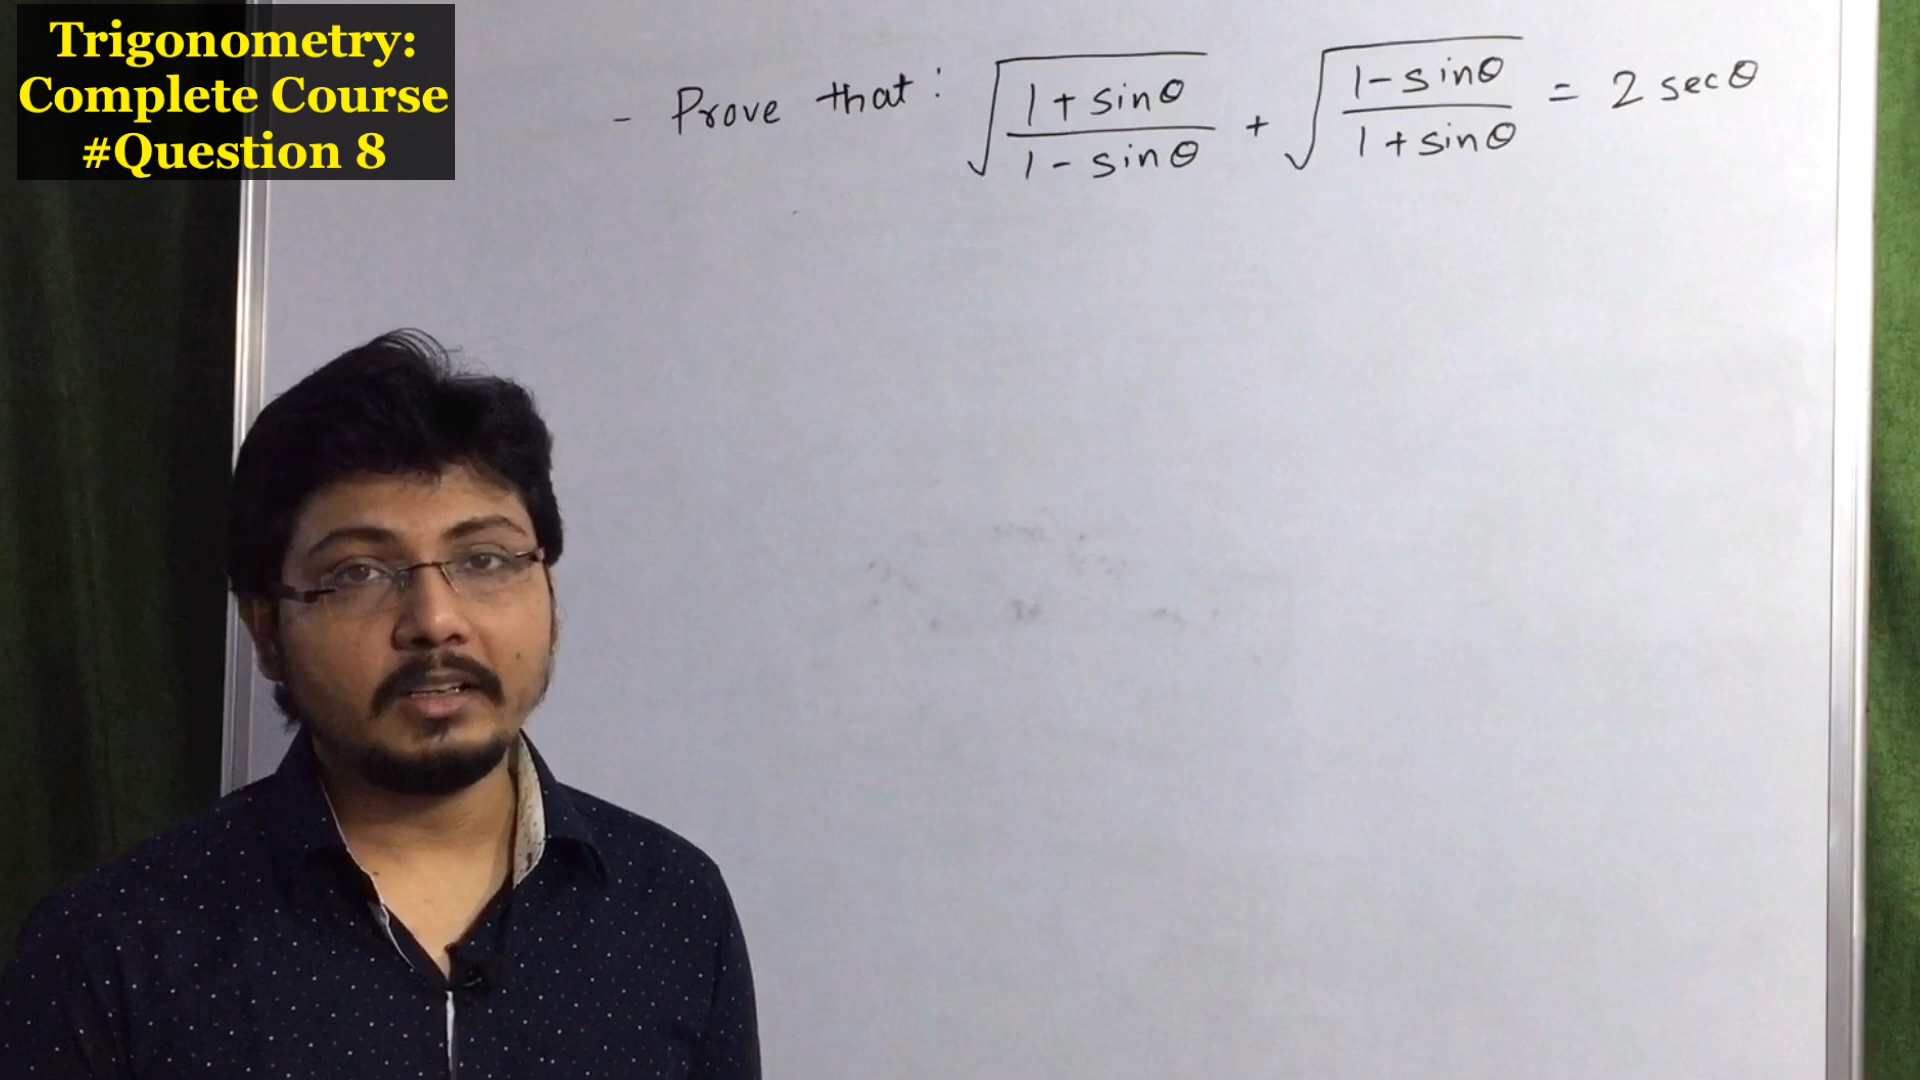 Trigonometry:
Complete Course
#Question 8
- Prove that : √((1 + sinθ)/(1 - sinθ)) + √((1 - sinθ)/(1 + sinθ)) = 2 secθ